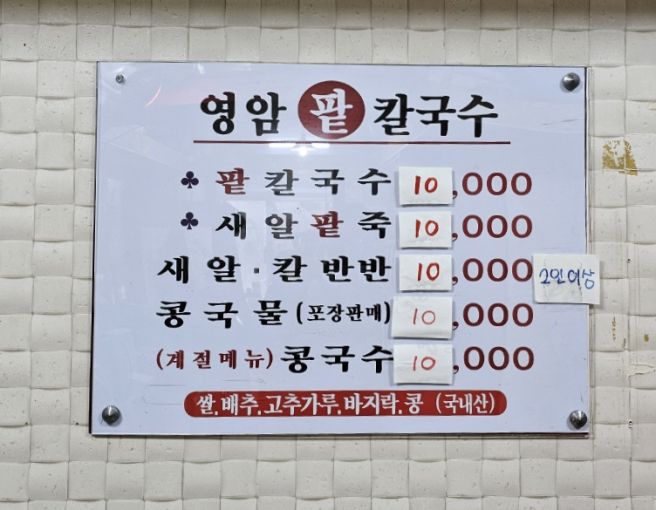 영암 팥 칼국수
♣ 팥 칼국수 10,000
♣ 새알팥죽 10,000
새알·칼 반반 10,000 2인이상
콩국물(포장판매) 10,000
(계절메뉴) 콩국수 10,000
쌀.배추.고추가루.바지락.콩 (국내산)